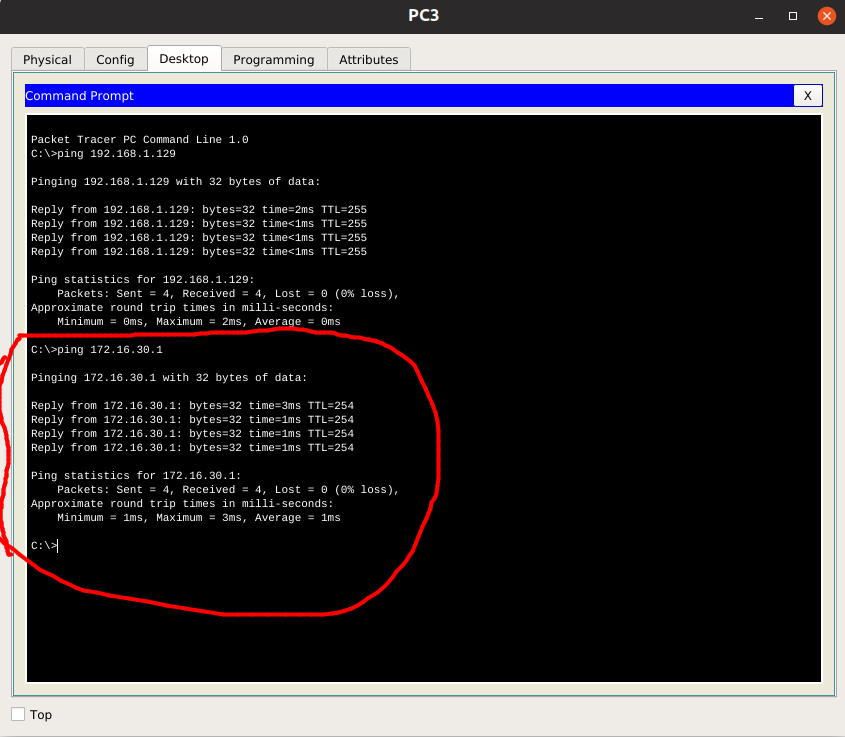 PC3
Physical Config Desktop Programming Attributes
Command Prompt X
Packet Tracer PC Command Line 1.0
C:\>ping 192.168.1.129
Pinging 192.168.1.129 with 32 bytes of data:
Reply from 192.168.1.129: bytes=32 time=2ms TTL=255
Reply from 192.168.1.129: bytes=32 time<1ms TTL=255
Reply from 192.168.1.129: bytes=32 time<1ms TTL=255
Reply from 192.168.1.129: bytes=32 time<1ms TTL=255
Ping statistics for 192.168.1.129:
    Packets: Sent = 4, Received = 4, Lost = 0 (0% loss),
Approximate round trip times in milli-seconds:
    Minimum = 0ms, Maximum = 2ms, Average = 0ms
C:\>ping 172.16.30.1
Pinging 172.16.30.1 with 32 bytes of data:
Reply from 172.16.30.1: bytes=32 time=3ms TTL=254
Reply from 172.16.30.1: bytes=32 time=1ms TTL=254
Reply from 172.16.30.1: bytes=32 time=1ms TTL=254
Reply from 172.16.30.1: bytes=32 time=1ms TTL=254
Ping statistics for 172.16.30.1:
    Packets: Sent = 4, Received = 4, Lost = 0 (0% loss),
Approximate round trip times in milli-seconds:
    Minimum = 1ms, Maximum = 3ms, Average = 1ms
C:\>
Top